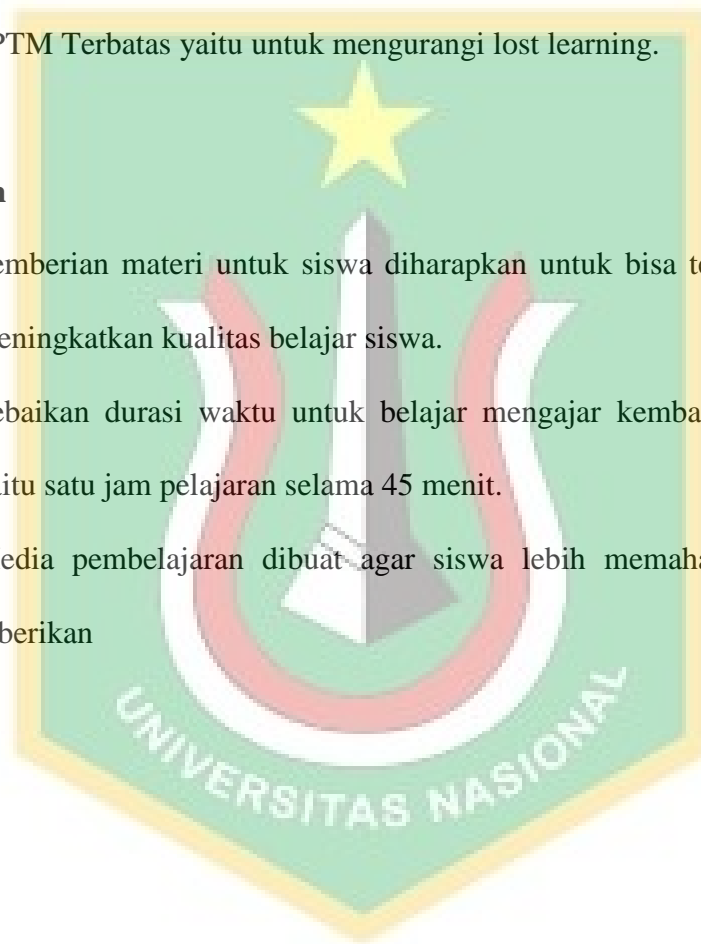 PTM Terbatas yaitu untuk mengurangi lost learning.
n
emberian materi untuk siswa diharapkan untuk bisa te
eningkatkan kualitas belajar siswa.
ebaikan durasi waktu untuk belajar mengajar kemba
aitu satu jam pelajaran selama 45 menit.
edia pembelajaran dibuat agar siswa lebih memaha
berikan
UNIVERSITAS NASIONAL